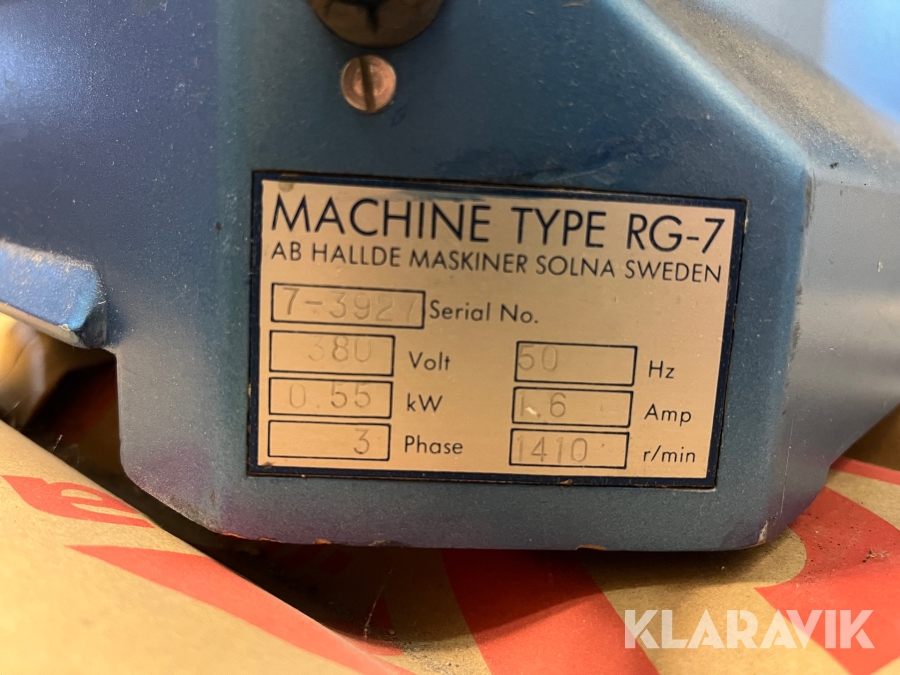 MACHINE TYPE RG-7
AB HALLDE MASKINER SOLNA SWEDEN
7-3927 Serial No.
380 Volt 50 Hz
0.55 kW 1.6 Amp
3 Phase 1410 r/min
KLARAVIK